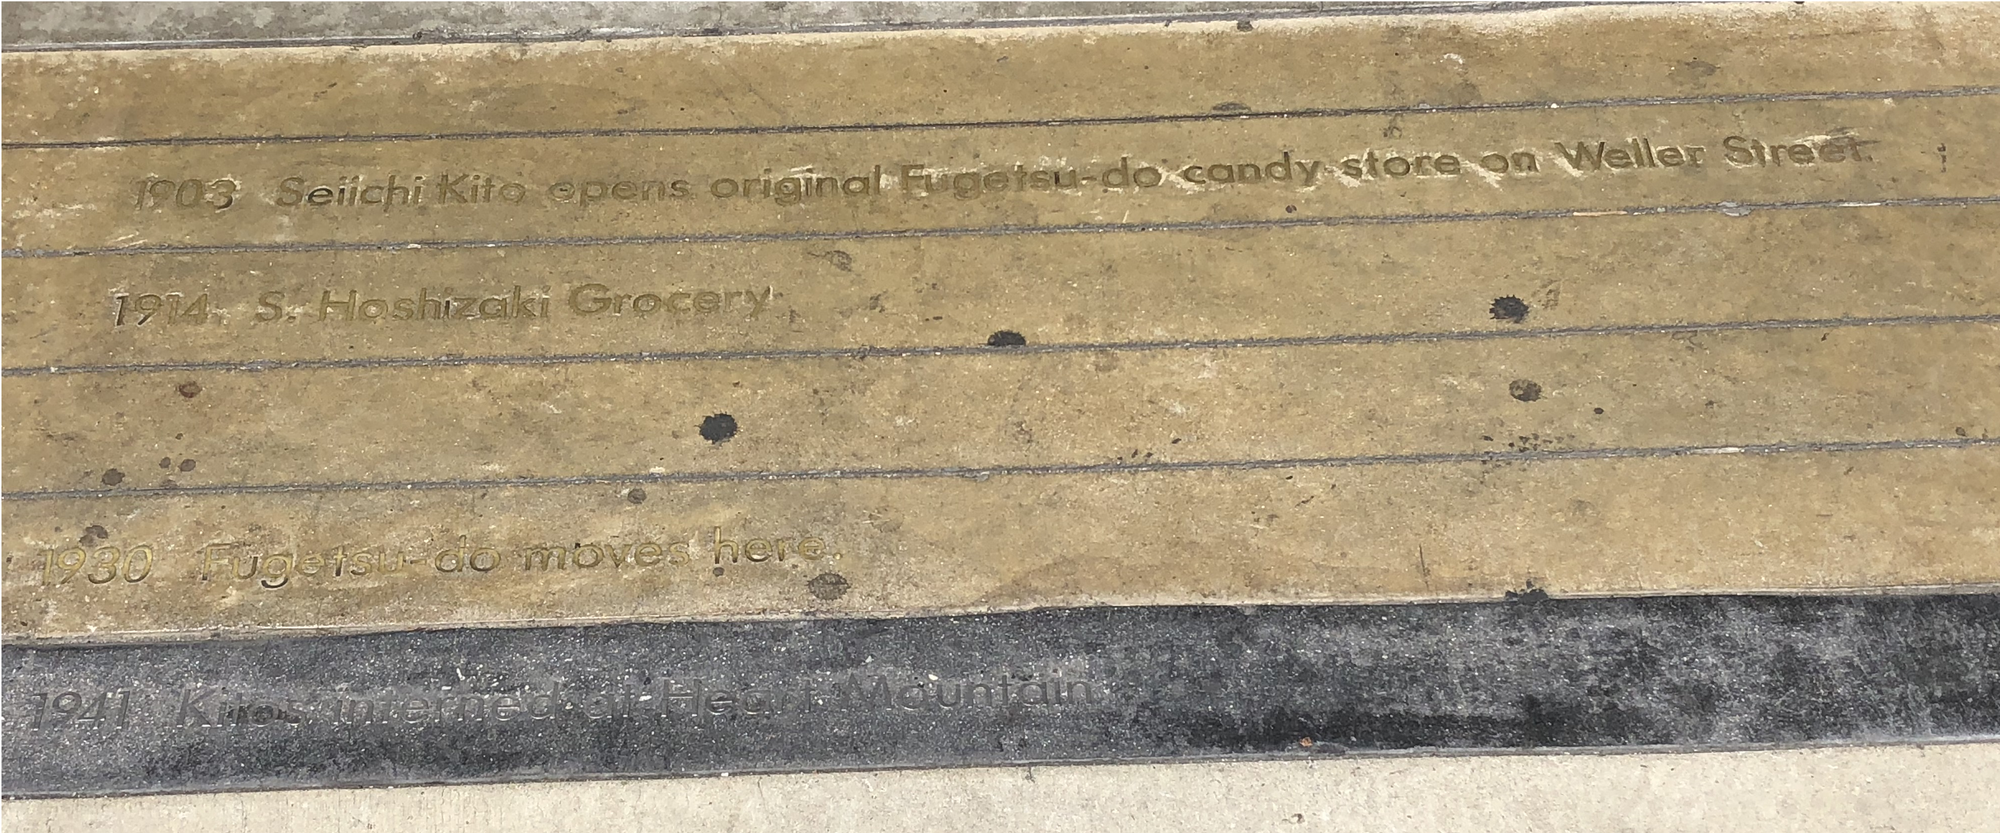 1903 Seiichi Kito opens original Fugetsu-do candy store on Weller Street.
1914 S. Hoshizaki Grocery
1930 Fugetsu-do moves here.
1941 Kitos interned at Heart Mountain